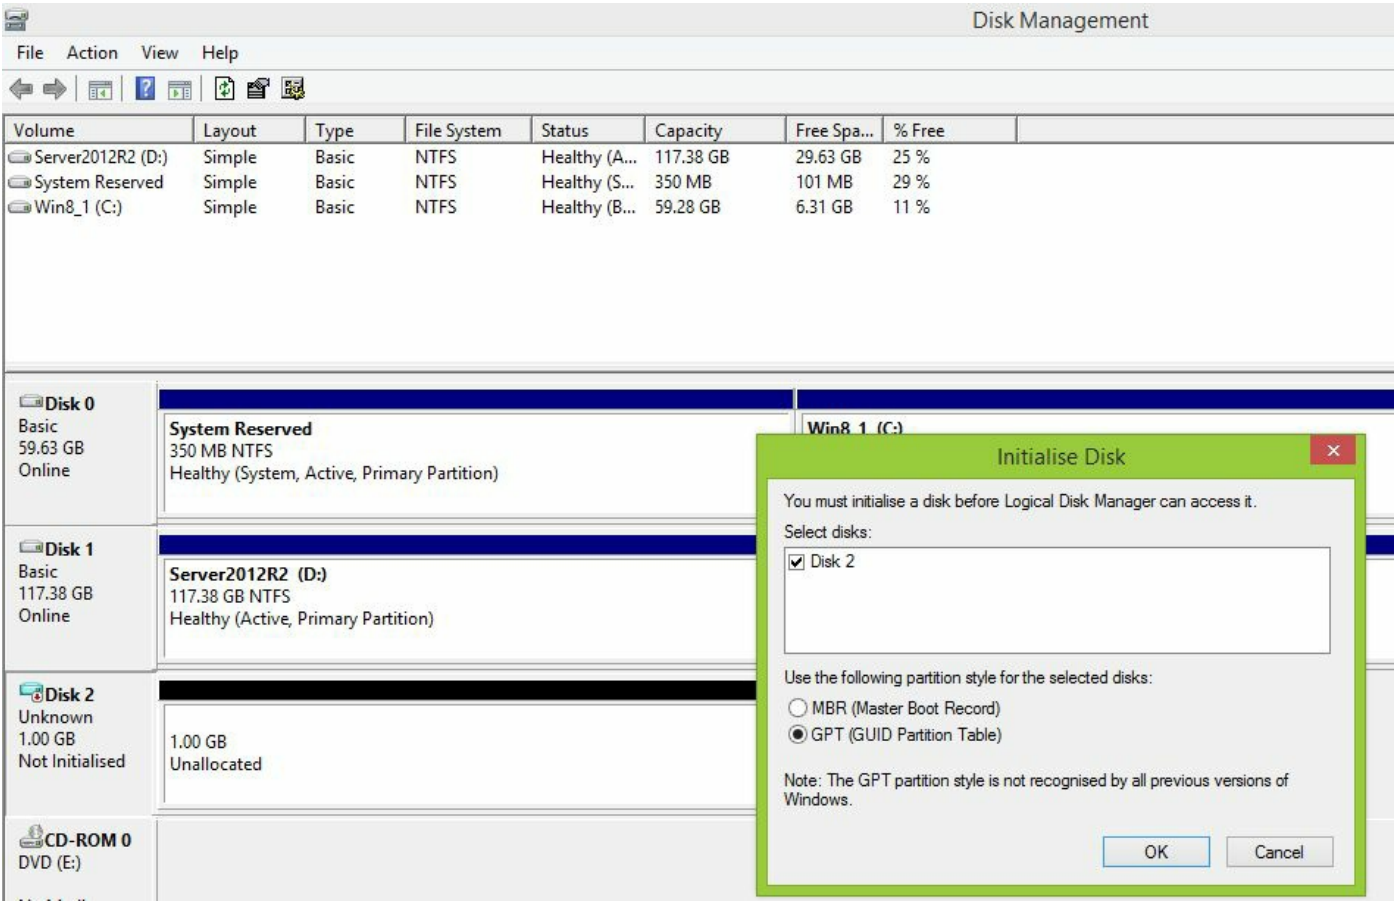 Disk Management
File Action View Help
Volume Layout Type File System Status Capacity Free Spa... % Free
Server2012R2 (D:) Simple Basic NTFS Healthy (A... 117.38 GB 29.63 GB 25 %
System Reserved Simple Basic NTFS Healthy (S... 350 MB 101 MB 29 %
Win8_1 (C:) Simple Basic NTFS Healthy (B... 59.28 GB 6.31 GB 11 %
Disk 0
Basic
59.63 GB
Online
System Reserved
350 MB NTFS
Healthy (System, Active, Primary Partition)
Win8_1 (C:)
Disk 1
Basic
117.38 GB
Online
Server2012R2 (D:)
117.38 GB NTFS
Healthy (Active, Primary Partition)
Disk 2
Unknown
1.00 GB
Not Initialised
1.00 GB
Unallocated
CD-ROM 0
DVD (E:)
Initialise Disk
You must initialise a disk before Logical Disk Manager can access it.
Select disks:
Disk 2
Use the following partition style for the selected disks:
MBR (Master Boot Record)
GPT (GUID Partition Table)
Note: The GPT partition style is not recognised by all previous versions of
Windows.
OK Cancel